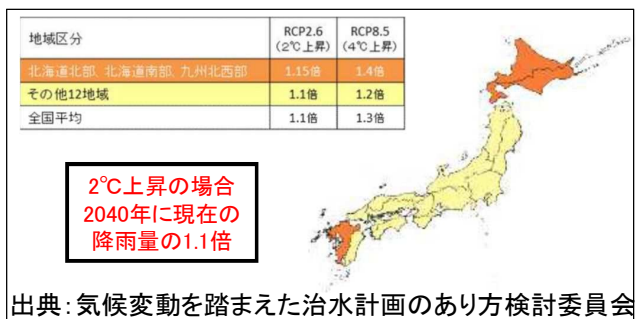 地域区分 RCP2.6 (2℃上昇) RCP8.5 (4℃上昇)
北海道北部、北海道南部、九州北西部 1.15倍 1.4倍
その他12地域 1.1倍 1.2倍
全国平均 1.1倍 1.3倍
2℃上昇の場合
2040年に現在の
降雨量の1.1倍
出典:気候変動を踏まえた治水計画のあり方検討委員会